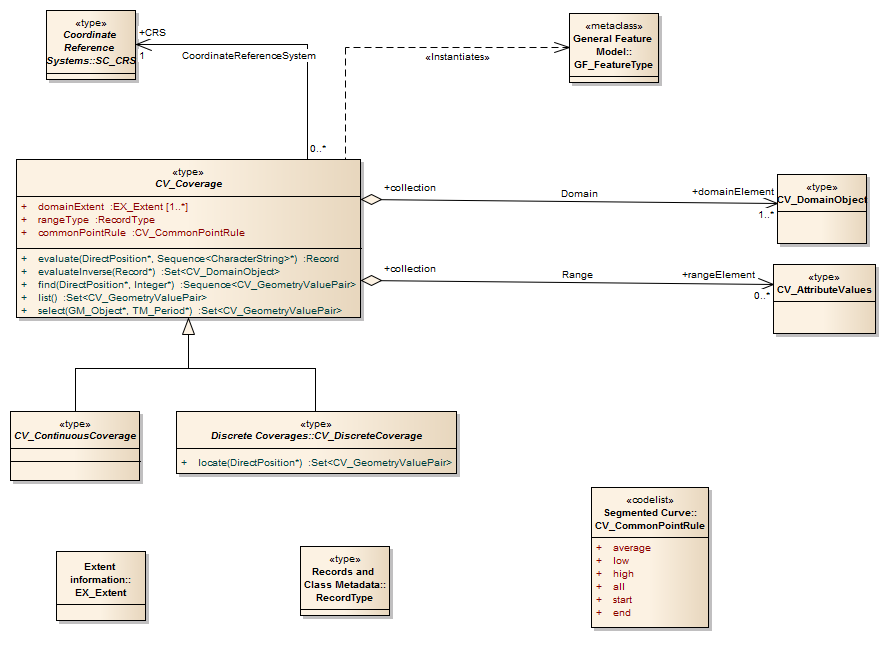 «type»
Coordinate
Reference
Systems::SC_CRS
+CRS
1
CoordinateReferenceSystem
0..*
«Instantiates»
«metaclass»
General Feature
Model::
GF_FeatureType
«type»
CV_Coverage
+ domainExtent :EX_Extent [1..*]
+ rangeType :RecordType
+ commonPointRule :CV_CommonPointRule
+ evaluate(DirectPosition*, Sequence<CharacterString>*) :Record
+ evaluateInverse(Record*) :Set<CV_DomainObject>
+ find(DirectPosition*, Integer*) :Sequence<CV_GeometryValuePair>
+ list() :Set<CV_GeometryValuePair>
+ select(GM_Object*, TM_Period*) :Set<CV_GeometryValuePair>
+collection
Domain
+domainElement
1..*
«type»
CV_DomainObject
+collection
Range
+rangeElement
0..*
«type»
CV_AttributeValues
«type»
CV_ContinuousCoverage
«type»
Discrete Coverages::CV_DiscreteCoverage
+ locate(DirectPosition*) :Set<CV_GeometryValuePair>
«codelist»
Segmented Curve::
CV_CommonPointRule
+ average
+ low
+ high
+ all
+ start
+ end
Extent
information::
EX_Extent
«type»
Records and
Class Metadata::
RecordType